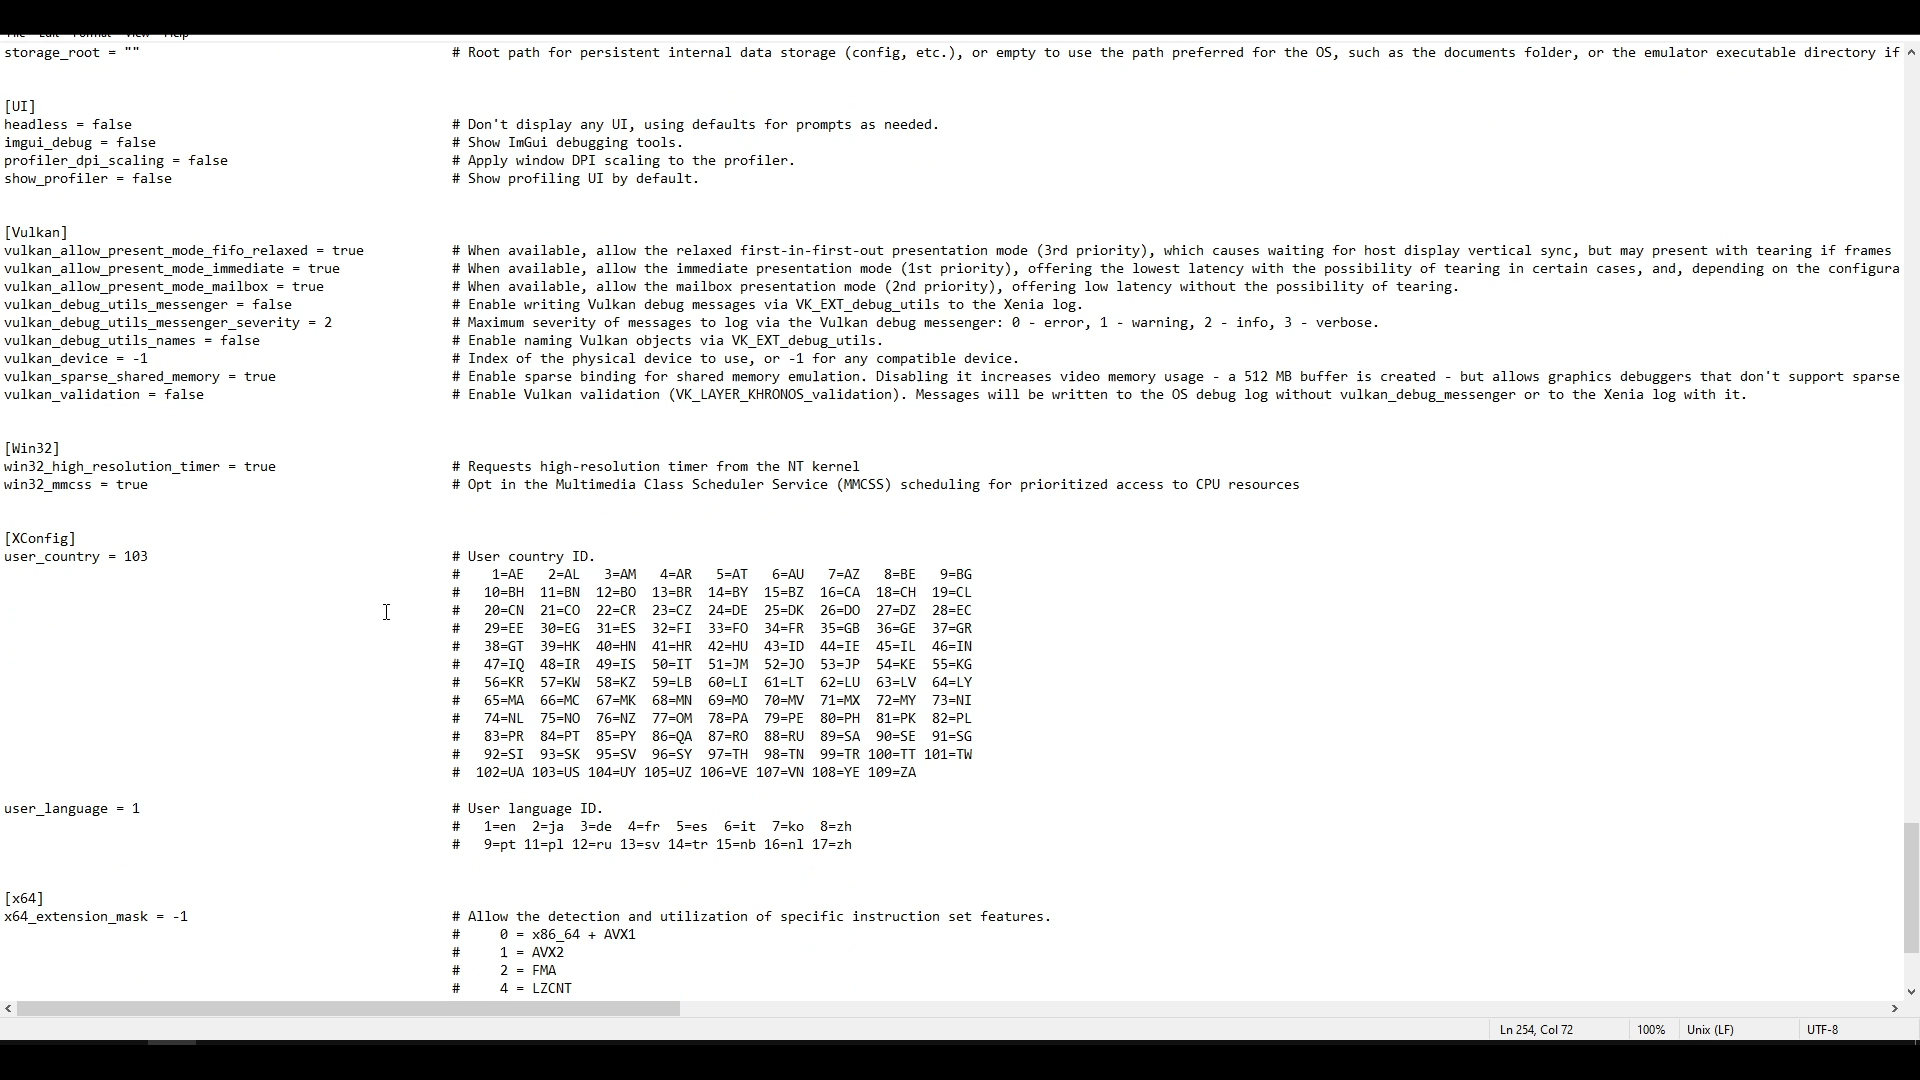 File Edit Format View Help
storage_root = "" # Root path for persistent internal data storage (config, etc.), or empty to use the path preferred for the OS, such as the documents folder, or the emulator executable directory if
[UI]
headless = false # Don't display any UI, using defaults for prompts as needed.
imgui_debug = false # Show ImGui debugging tools.
profiler_dpi_scaling = false # Apply window DPI scaling to the profiler.
show_profiler = false # Show profiling UI by default.
[Vulkan]
vulkan_allow_present_mode_fifo_relaxed = true # When available, allow the relaxed first-in-first-out presentation mode (3rd priority), which causes waiting for host display vertical sync, but may present with tearing if frames
vulkan_allow_present_mode_immediate = true # When available, allow the immediate presentation mode (1st priority), offering the lowest latency with the possibility of tearing in certain cases, and, depending on the configura
vulkan_allow_present_mode_mailbox = true # When available, allow the mailbox presentation mode (2nd priority), offering low latency without the possibility of tearing.
vulkan_debug_utils_messenger = false # Enable writing Vulkan debug messages via VK_EXT_debug_utils to the Xenia log.
vulkan_debug_utils_messenger_severity = 2 # Maximum severity of messages to log via the Vulkan debug messenger: 0 - error, 1 - warning, 2 - info, 3 - verbose.
vulkan_debug_utils_names = false # Enable naming Vulkan objects via VK_EXT_debug_utils.
vulkan_device = -1 # Index of the physical device to use, or -1 for any compatible device.
vulkan_sparse_shared_memory = true # Enable sparse binding for shared memory emulation. Disabling it increases video memory usage - a 512 MB buffer is created - but allows graphics debuggers that don't support sparse
vulkan_validation = false # Enable Vulkan validation (VK_LAYER_KHRONOS_validation). Messages will be written to the OS debug log without vulkan_debug_messenger or to the Xenia log with it.
[Win32]
win32_high_resolution_timer = true # Requests high-resolution timer from the NT kernel
win32_mmcss = true # Opt in the Multimedia Class Scheduler Service (MMCSS) scheduling for prioritized access to CPU resources
[XConfig]
user_country = 103 # User country ID.
# 1=AE 2=AL 3=AM 4=AR 5=AT 6=AU 7=AZ 8=BE 9=BG
# 10=BH 11=BN 12=BO 13=BR 14=BY 15=BZ 16=CA 18=CH 19=CL
# 20=CN 21=CO 22=CR 23=CZ 24=DE 25=DK 26=DO 27=DZ 28=EC
# 29=EE 30=EG 31=ES 32=FI 33=FO 34=FR 35=GB 36=GE 37=GR
# 38=GT 39=HK 40=HN 41=HR 42=HU 43=ID 44=IE 45=IL 46=IN
# 47=IQ 48=IR 49=IS 50=IT 51=JM 52=JO 53=JP 54=KE 55=KG
# 56=KR 57=KW 58=KZ 59=LB 60=LI 61=LT 62=LU 63=LV 64=LY
# 65=MA 66=MC 67=MK 68=MN 69=MO 70=MV 71=MX 72=MY 73=NI
# 74=NL 75=NO 76=NZ 77=OM 78=PA 79=PE 80=PH 81=PK 82=PL
# 83=PR 84=PT 85=PY 86=QA 87=RO 88=RU 89=SA 90=SE 91=SG
# 92=SI 93=SK 95=SV 96=SY 97=TH 98=TN 99=TR 100=TT 101=TW
# 102=UA 103=US 104=UY 105=UZ 106=VE 107=VN 108=YE 109=ZA
user_language = 1 # User language ID.
# 1=en 2=ja 3=de 4=fr 5=es 6=it 7=ko 8=zh
# 9=pt 11=pl 12=ru 13=sv 14=tr 15=nb 16=nl 17=zh
[x64]
x64_extension_mask = -1 # Allow the detection and utilization of specific instruction set features.
# 0 = x86_64 + AVX1
# 1 = AVX2
# 2 = FMA
# 4 = LZCNT
Ln 254, Col 72 100% Unix (LF) UTF-8